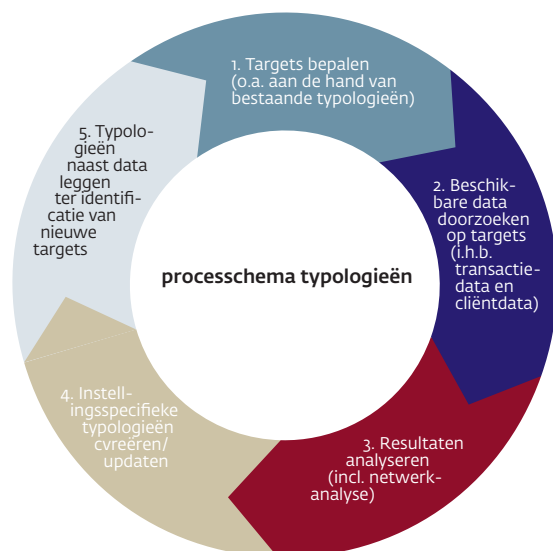 1. Targets bepalen
(o.a. aan de hand van
bestaande typologieën)
2. Beschik-
bare data
doorzoeken
op targets
(i.h.b.
transactie-
data en
cliëntdata)
3. Resultaten
analyseren
(incl. netwerk-
analyse)
4. Instell-
ingsspecifieke
typologieën
cvreëren/
updaten
5. Typolo-
gieën
naast data
leggen
ter identifi-
catie van
nieuwe
targets
processchema typologieën